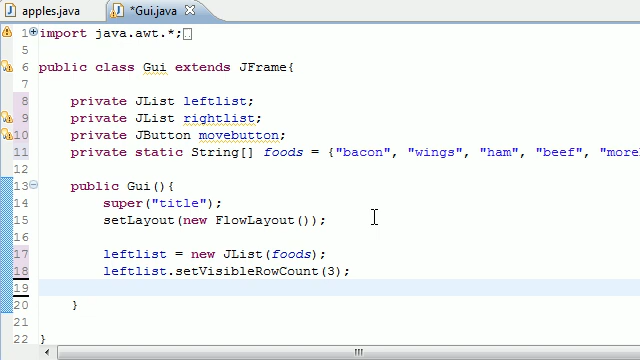 apples.java *Gui.java
1 import java.awt.*;
5
6 public class Gui extends JFrame{
7
8 private JList leftlist;
9 private JList rightlist;
10 private JButton movebutton;
11 private static String[] foods = {"bacon", "wings", "ham", "beef", "more
12
13 public Gui(){
14 super("title");
15 setLayout(new FlowLayout());
16
17 leftlist = new JList(foods);
18 leftlist.setVisibleRowCount(3);
19
20 }
21
22 }